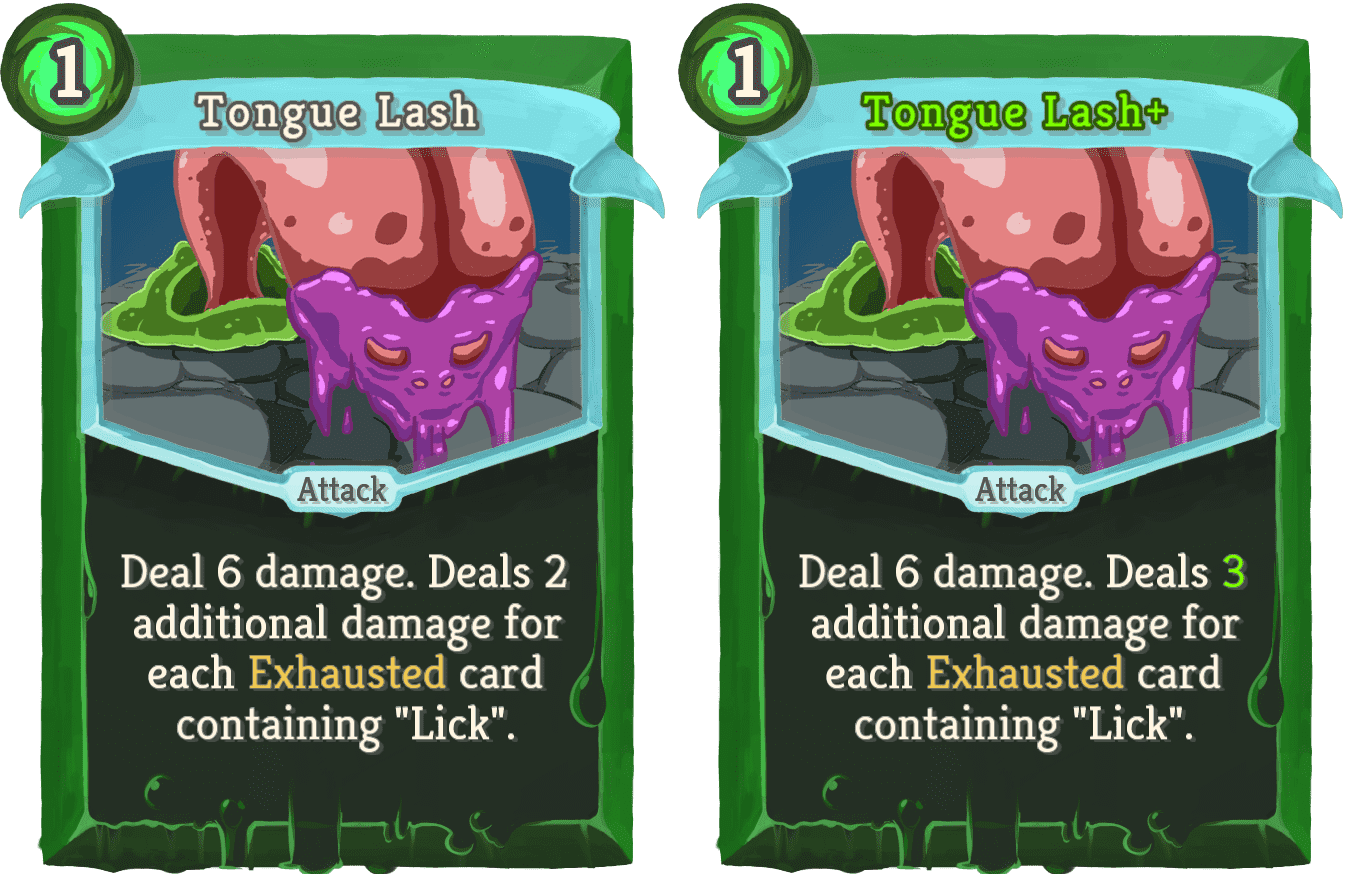 1
Tongue Lash
Attack
Deal 6 damage. Deals 2
additional damage for
each Exhausted card
containing "Lick".
1
Tongue Lash+
Attack
Deal 6 damage. Deals 3
additional damage for
each Exhausted card
containing "Lick".